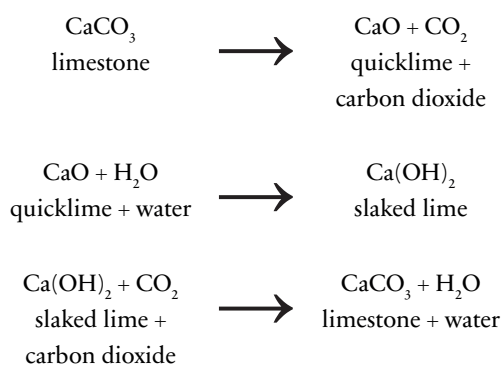 CaCO₃ ⟶ CaO + CO₂
limestone quicklime +
carbon dioxide
CaO + H₂O ⟶ Ca(OH)₂
quicklime + water slaked lime
Ca(OH)₂ + CO₂ ⟶ CaCO₃ + H₂O
slaked lime + limestone + water
carbon dioxide